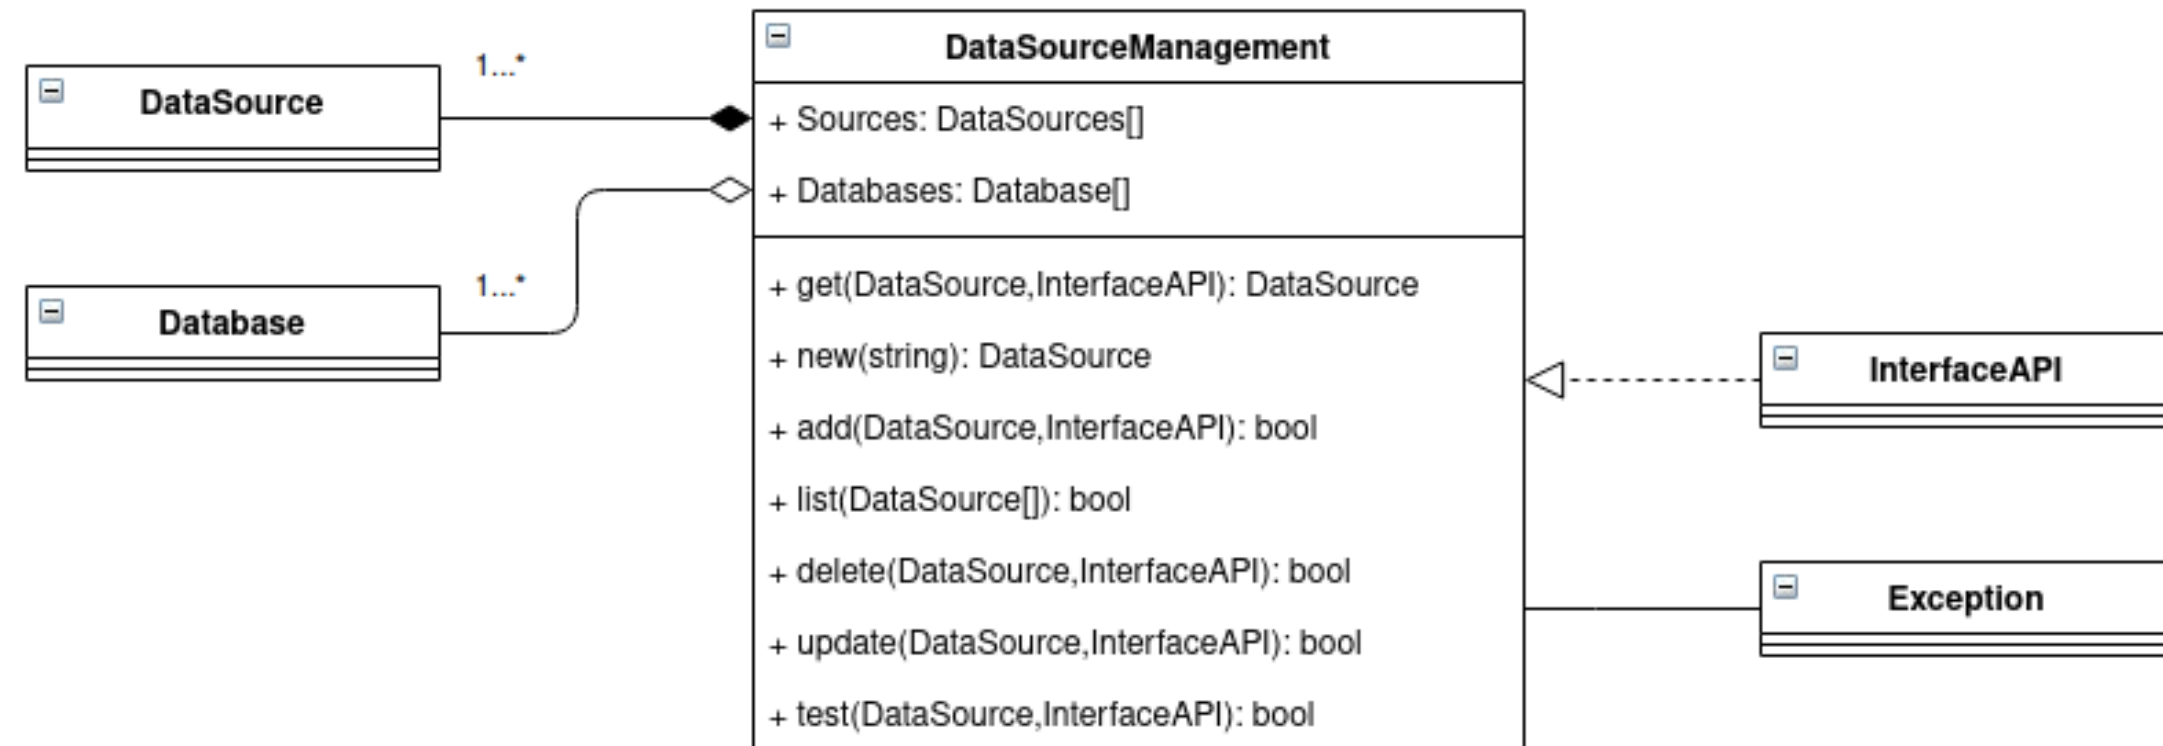 DataSourceManagement
1...*
DataSource
+ Sources: DataSources[]
+ Databases: Database[]
1...*
Database
+ get(DataSource,InterfaceAPI): DataSource
+ new(string): DataSource
+ add(DataSource,InterfaceAPI): bool
+ list(DataSource[]): bool
+ delete(DataSource,InterfaceAPI): bool
+ update(DataSource,InterfaceAPI): bool
+ test(DataSource,InterfaceAPI): bool
InterfaceAPI
Exception